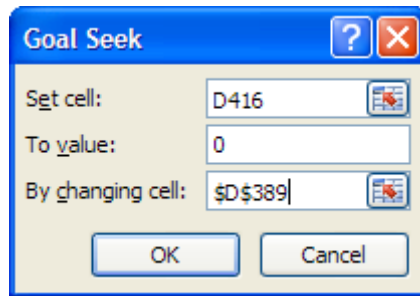 Goal Seek
Set cell: D416
To value: 0
By changing cell: $D$389
OK Cancel